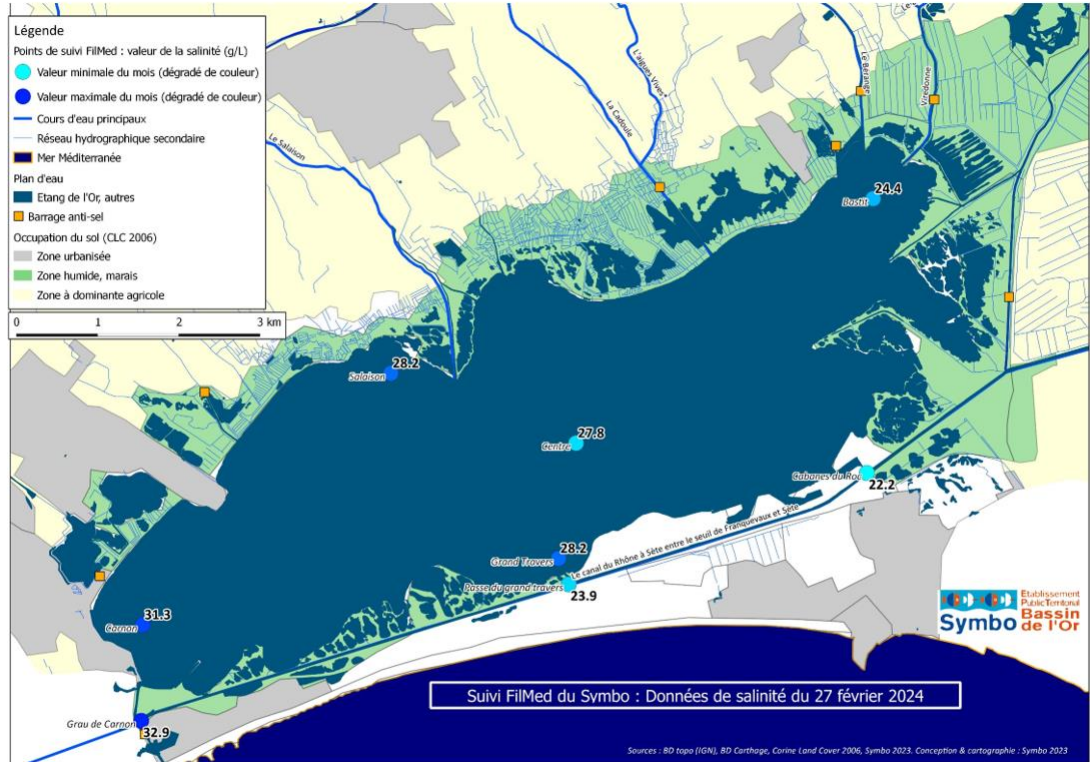 Légende
Points de suivi FilMed : valeur de la salinité (g/L)
Valeur minimale du mois (dégradé de couleur)
Valeur maximale du mois (dégradé de couleur)
Cours d'eau principaux
Réseau hydrographique secondaire
Mer Méditerranée
Plan d'eau
Etang de l'Or, autres
Barrage anti-sel
Occupation du sol (CLC 2006)
Zone urbanisée
Zone humide, marais
Zone à dominante agricole
0 1 2 3 km
Le Salaison
La Cadoule
L'aigues Vives
Le Bérange
Viredonne
24.4
Bastit
28.2
Salaison
27.8
Centre
Cabanes du Roc
22.2
28.2
Grand Travers
Le canal du Rhône à Sète entre le seuil de Franquevaux et Sète
Passe du grand travers
23.9
31.3
Carnon
Grau de Carnon
32.9
Etablissement
Public Territorial
Symbo Bassin
de l'Or
Suivi FilMed du Symbo : Données de salinité du 27 février 2024
Sources : BD topo (IGN), BD Carthage, Corine Land Cover 2006, Symbo 2023. Conception & cartographie : Symbo 2023